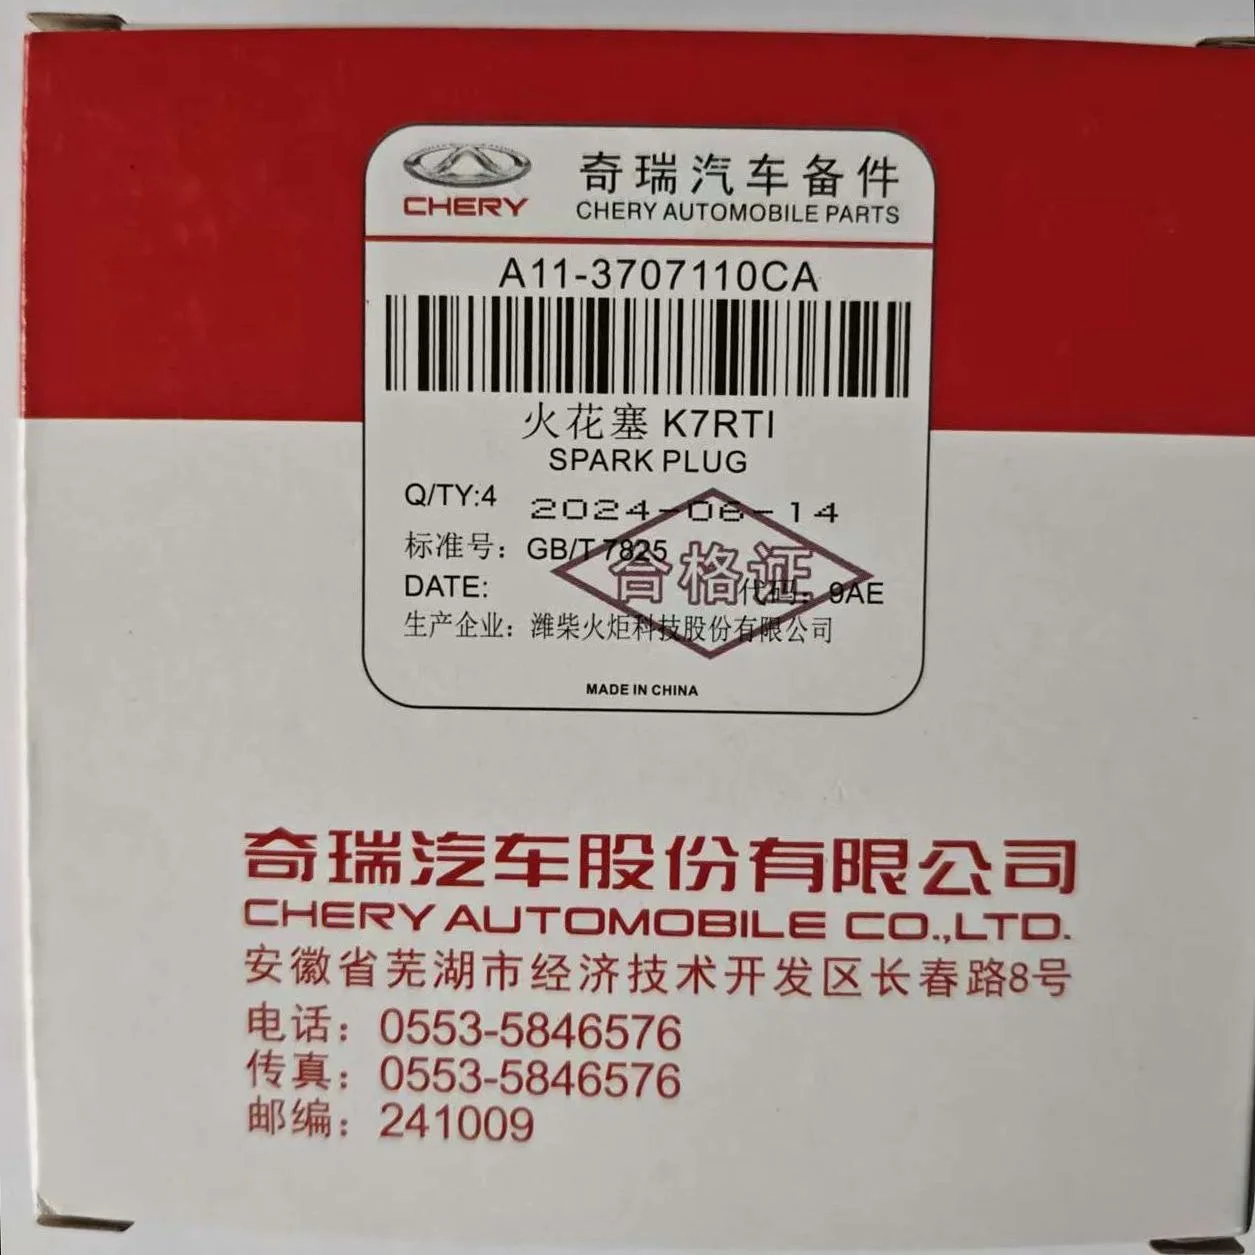 CHERY
奇瑞汽车备件
CHERY AUTOMOBILE PARTS
A11-3707110CA
火花塞 K7RTI
SPARK PLUG
Q/TY:4
2024-06-14
标准号：GB/T 7825
合格证
DATE:
代码：9AE
生产企业：潍柴火炬科技股份有限公司
MADE IN CHINA
奇瑞汽车股份有限公司
CHERY AUTOMOBILE CO.,LTD.
安徽省芜湖市经济技术开发区长春路8号
电话：0553-5846576
传真：0553-5846576
邮编：241009